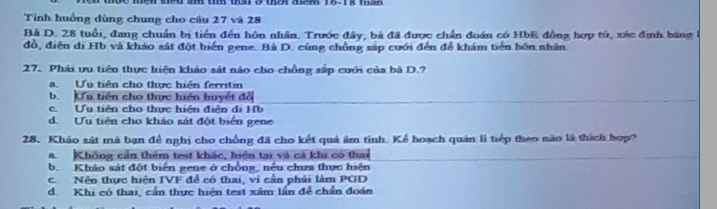 thực hiện siêu âm tim thai ở thời điểm 16-18 tuần
Tình huống dùng chung cho câu 27 và 28
Bà D. 28 tuổi, đang chuẩn bị tiến đến hôn nhân. Trước đây, bà đã được chẩn đoán có HbE đồng hợp tử, xác định bằng
đồ, điện di Hb và khảo sát đột biến gene. Bà D. cùng chồng sắp cưới đến để khám tiền hôn nhân.
27. Phải ưu tiên thực hiện khảo sát nào cho chồng sắp cưới của bà D.?
a. Ưu tiên cho thực hiện ferritin
b. Ưu tiên cho thực hiện huyết đồ
c. Ưu tiên cho thực hiện điện di Hb
d. Ưu tiên cho khảo sát đột biến gene
28. Khảo sát mà bạn đề nghị cho chồng đã cho kết quả âm tính. Kế hoạch quản lí tiếp theo nào là thích hợp?
a. Không cần thêm test khác, hiện tại và cả khi có thai
b. Khảo sát đột biến gene ở chồng, nếu chưa thực hiện
c. Nên thực hiện IVF để có thai, vì cần phải làm PGD
d. Khi có thai, cần thực hiện test xâm lấn để chẩn đoán